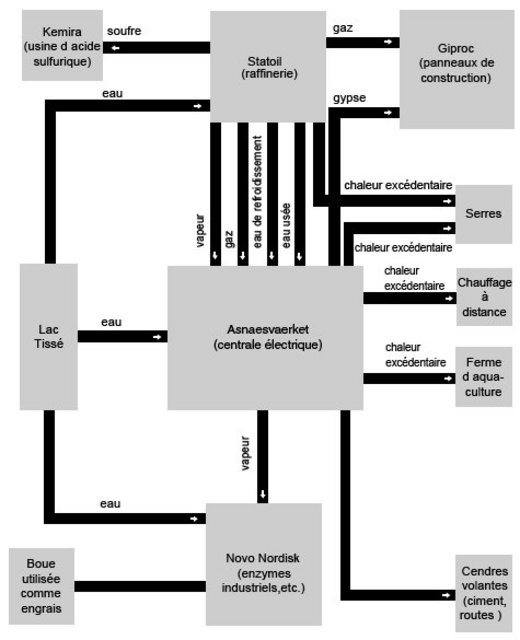 Kemira
(usine d acide
sulfurique)
soufre
Statoil
(raffinerie)
gaz
Giproc
(panneaux de
construction)
eau
gypse
vapeur
gaz
eau de refroidissement
eau usée
chaleur excédentaire
Serres
chaleur excédentaire
Lac
Tissé
eau
Asnaesvaerket
(centrale électrique)
chaleur
excédentaire
Chauffage
à
distance
chaleur
excédentaire
Ferme
d aqua-
culture
vapeur
eau
Novo Nordisk
(enzymes
industriels,etc.)
Boue
utilisée
comme
engrais
Cendres
volantes
(ciment,
routes )